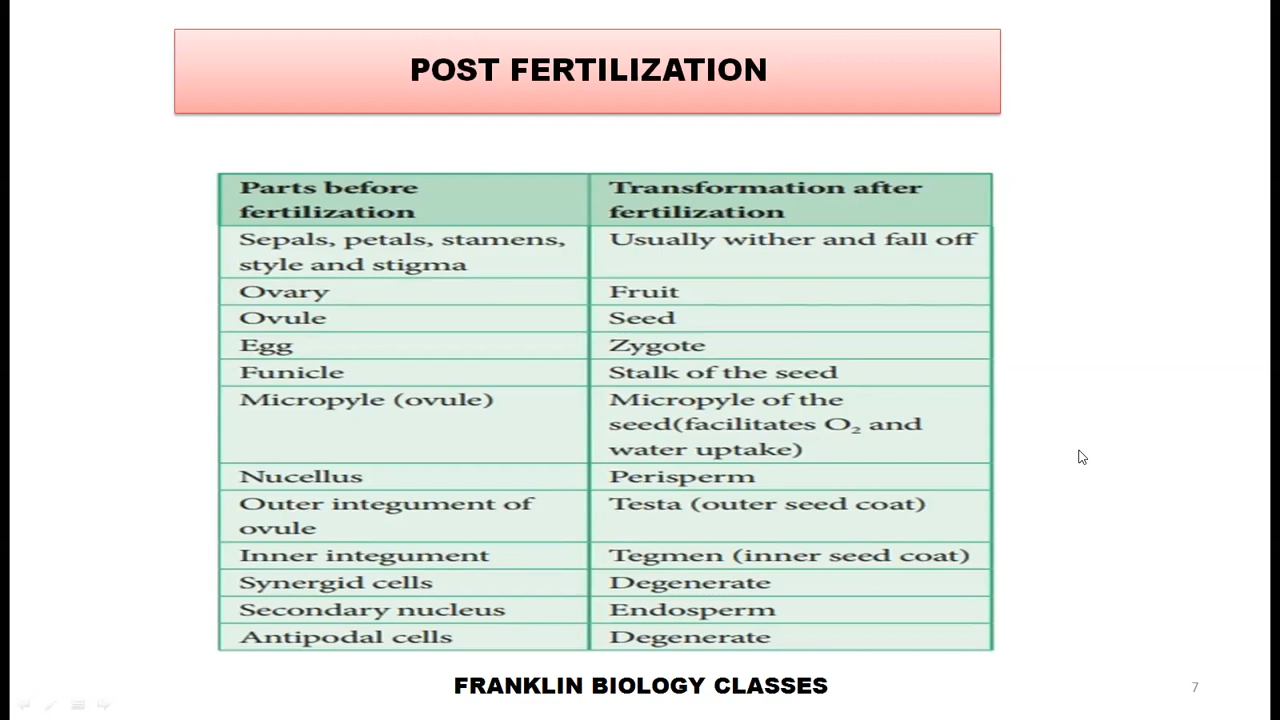 POST FERTILIZATION
Parts before
fertilization
Transformation after
fertilization
Sepals, petals, stamens,
style and stigma
Usually wither and fall off
Ovary
Fruit
Ovule
Seed
Egg
Zygote
Funicle
Stalk of the seed
Micropyle (ovule)
Micropyle of the
seed(facilitates O₂ and
water uptake)
Nucellus
Perisperm
Outer integument of
ovule
Testa (outer seed coat)
Inner integument
Tegmen (inner seed coat)
Synergid cells
Degenerate
Secondary nucleus
Endosperm
Antipodal cells
Degenerate
FRANKLIN BIOLOGY CLASSES
7